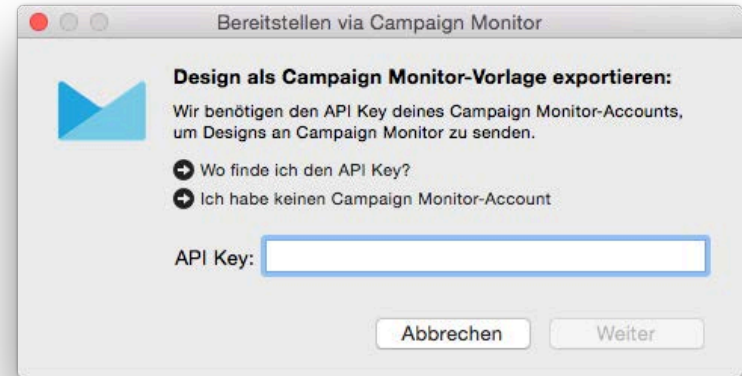 Bereitstellen via Campaign Monitor
Design als Campaign Monitor-Vorlage exportieren:
Wir benötigen den API Key deines Campaign Monitor-Accounts,
um Designs an Campaign Monitor zu senden.
Wo finde ich den API Key?
Ich habe keinen Campaign Monitor-Account
API Key:
Abbrechen Weiter